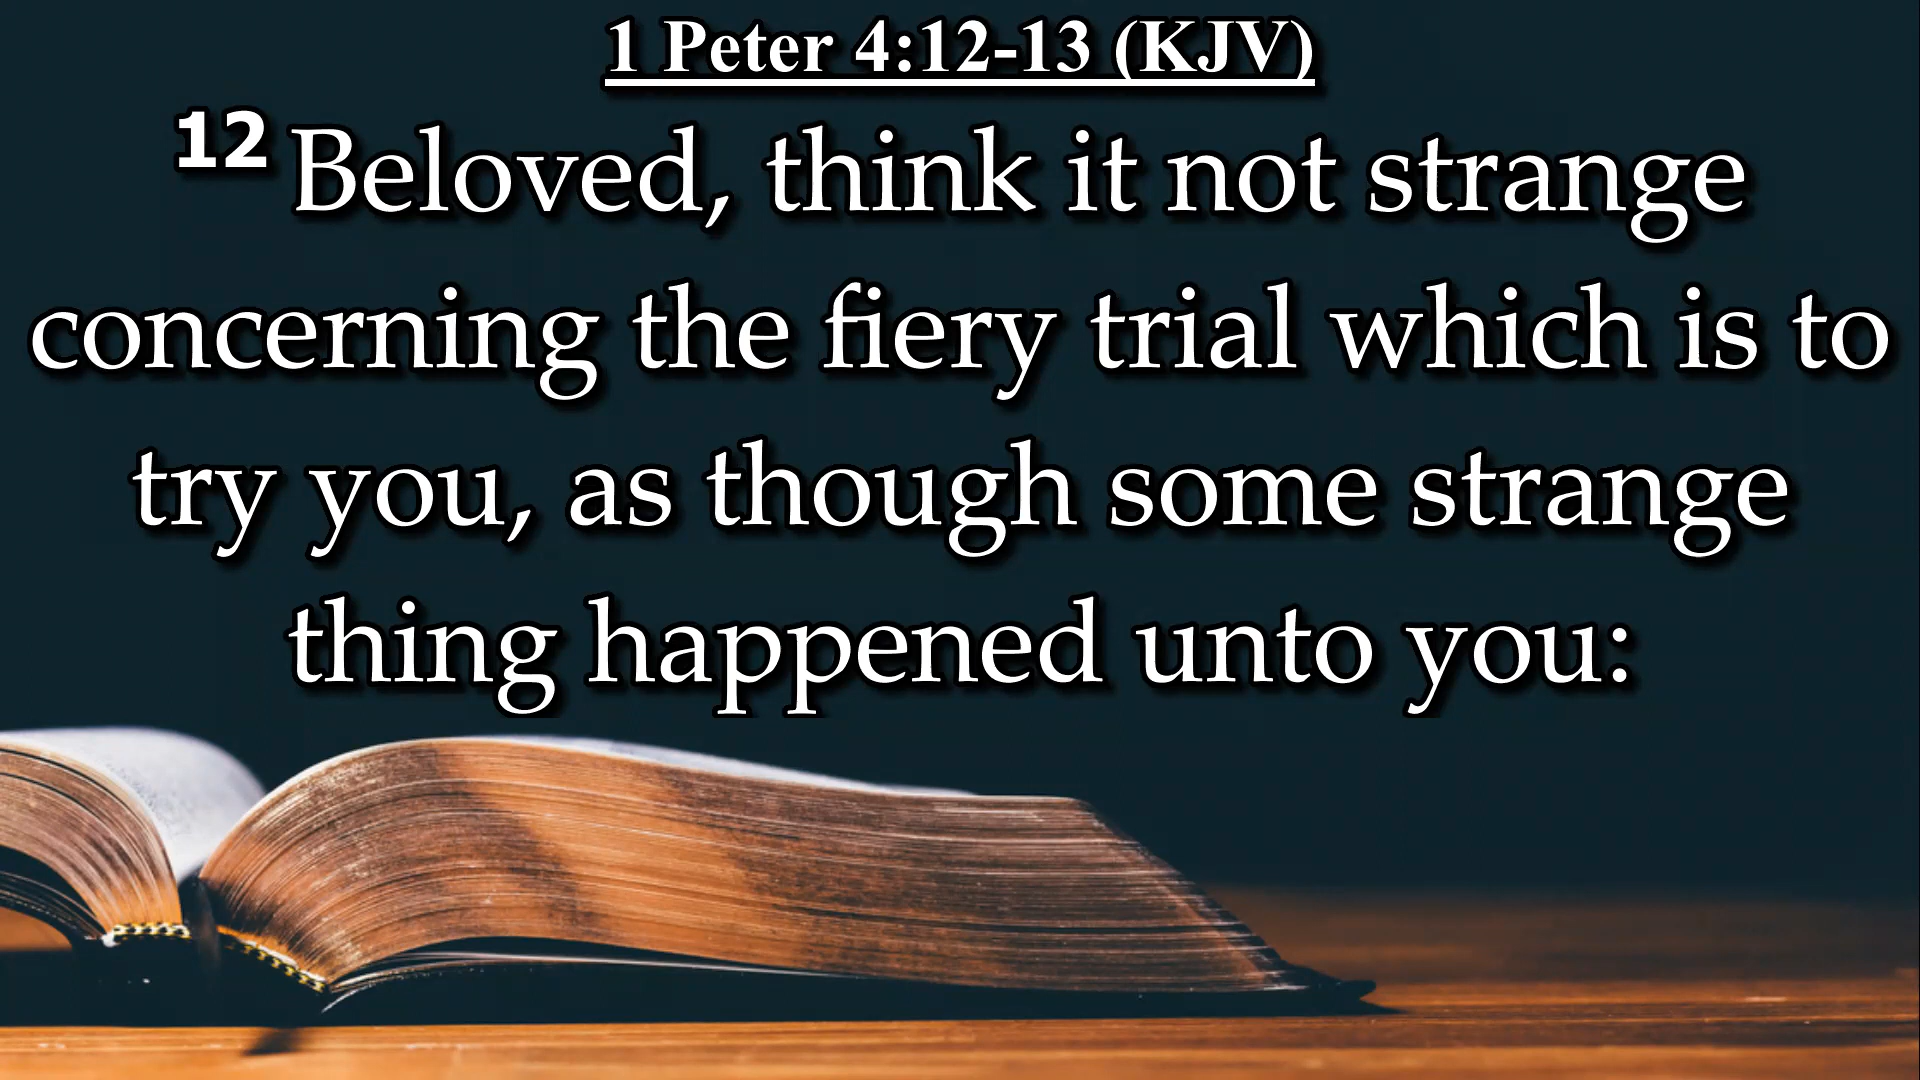 1 Peter 4:12-13 (KJV)
12 Beloved, think it not strange
concerning the fiery trial which is to
try you, as though some strange
thing happened unto you: